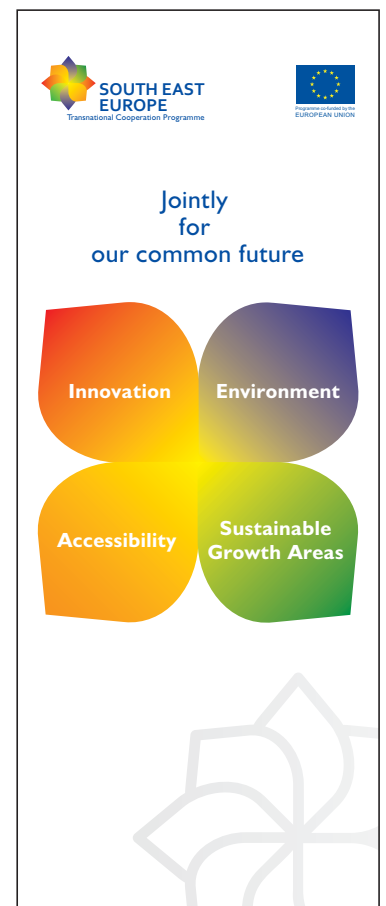 SOUTH EAST
EUROPE
Transnational Cooperation Programme
Programme co-funded by the
EUROPEAN UNION
Jointly
for
our common future
Innovation
Environment
Accessibility
Sustainable
Growth Areas